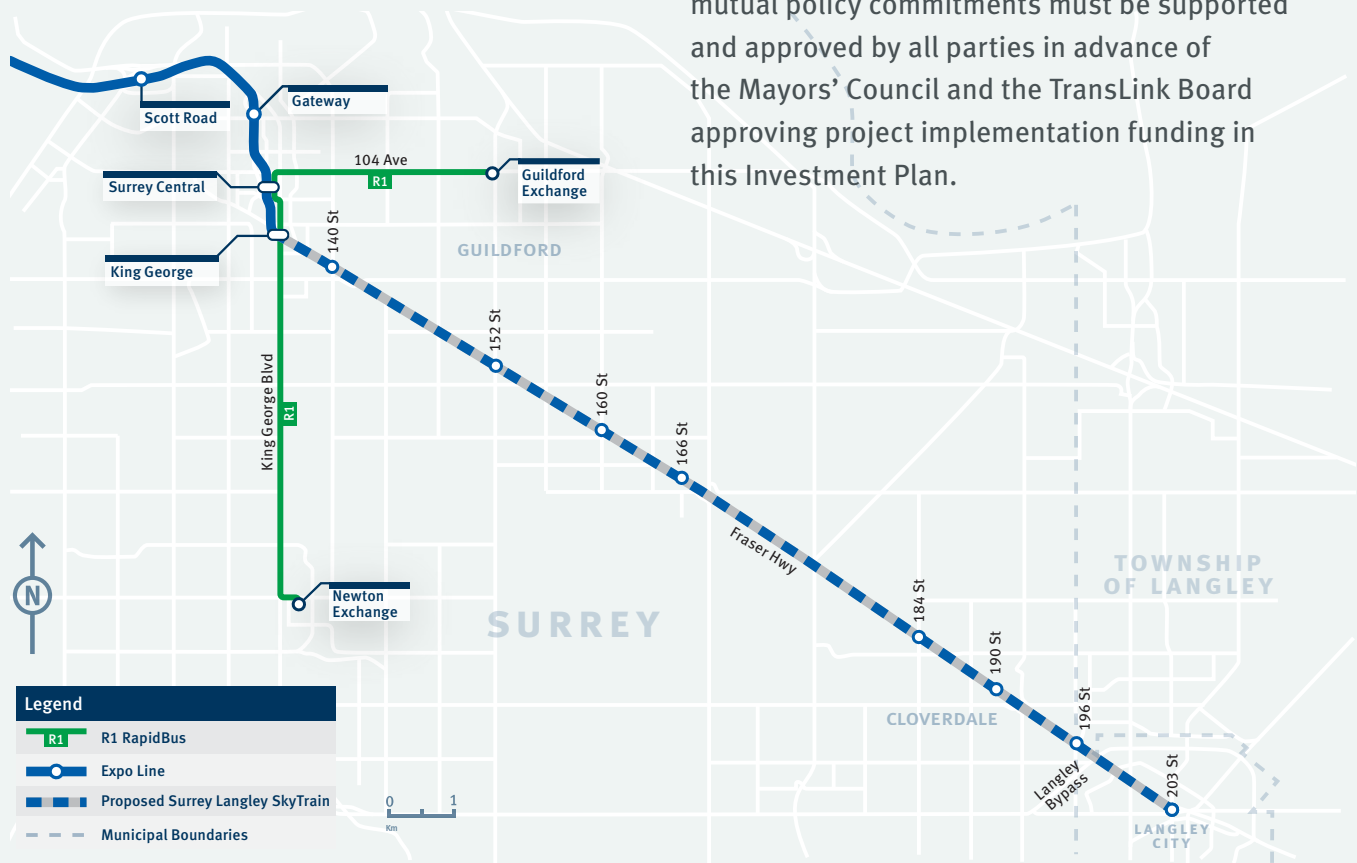 mutual policy commitments must be supported
and approved by all parties in advance of
the Mayors’ Council and the TransLink Board
approving project implementation funding in
this Investment Plan.
Scott Road
Gateway
Surrey Central
104 Ave
R1
Guildford
Exchange
King George
140 St
GUILDFORD
152 St
160 St
166 St
King George Blvd
R1
Fraser Hwy
N
Newton
Exchange
SURREY
TOWNSHIP
OF LANGLEY
184 St
190 St
CLOVERDALE
196 St
Langley
Bypass
203 St
LANGLEY
CITY
Legend
R1 R1 RapidBus
Expo Line
Proposed Surrey Langley SkyTrain
Municipal Boundaries
0 1
Km